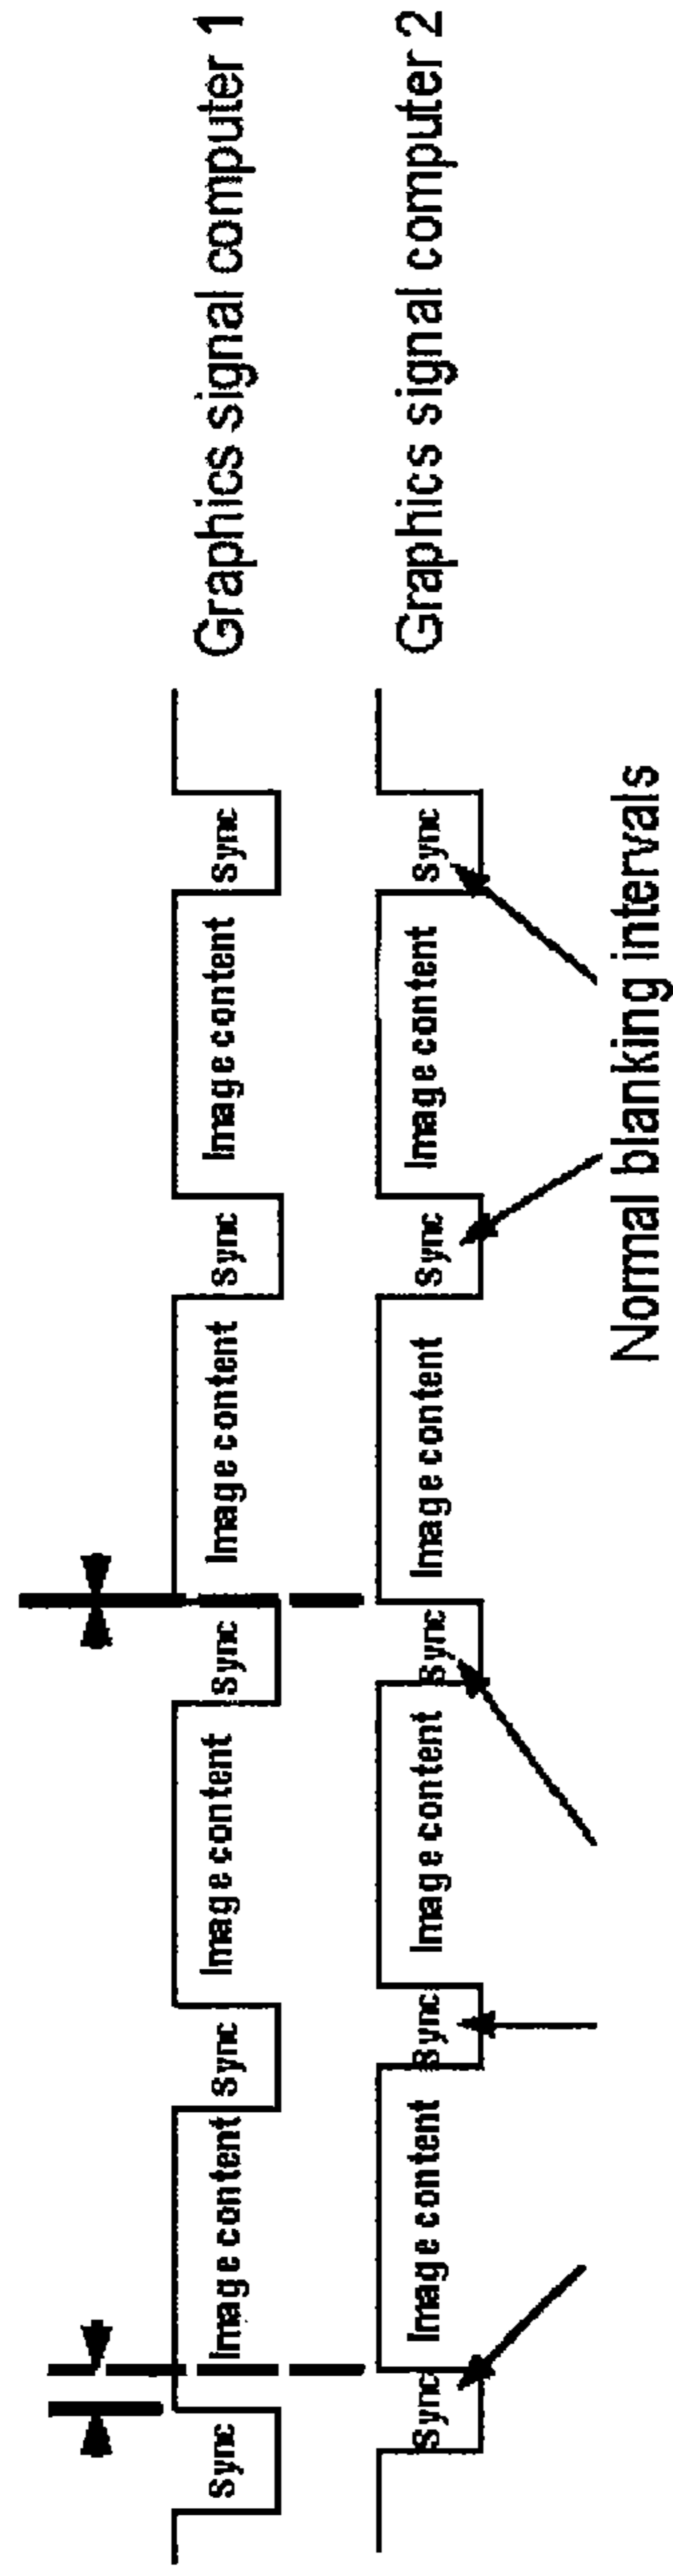 Sync
Image content
Sync
Image content
Sync
Image content
Sync
Image content
Sync
Graphics signal computer 1
Sync
Image content
Sync
Image content
Sync
Image content
Sync
Image content
Sync
Graphics signal computer 2
Normal blanking intervals